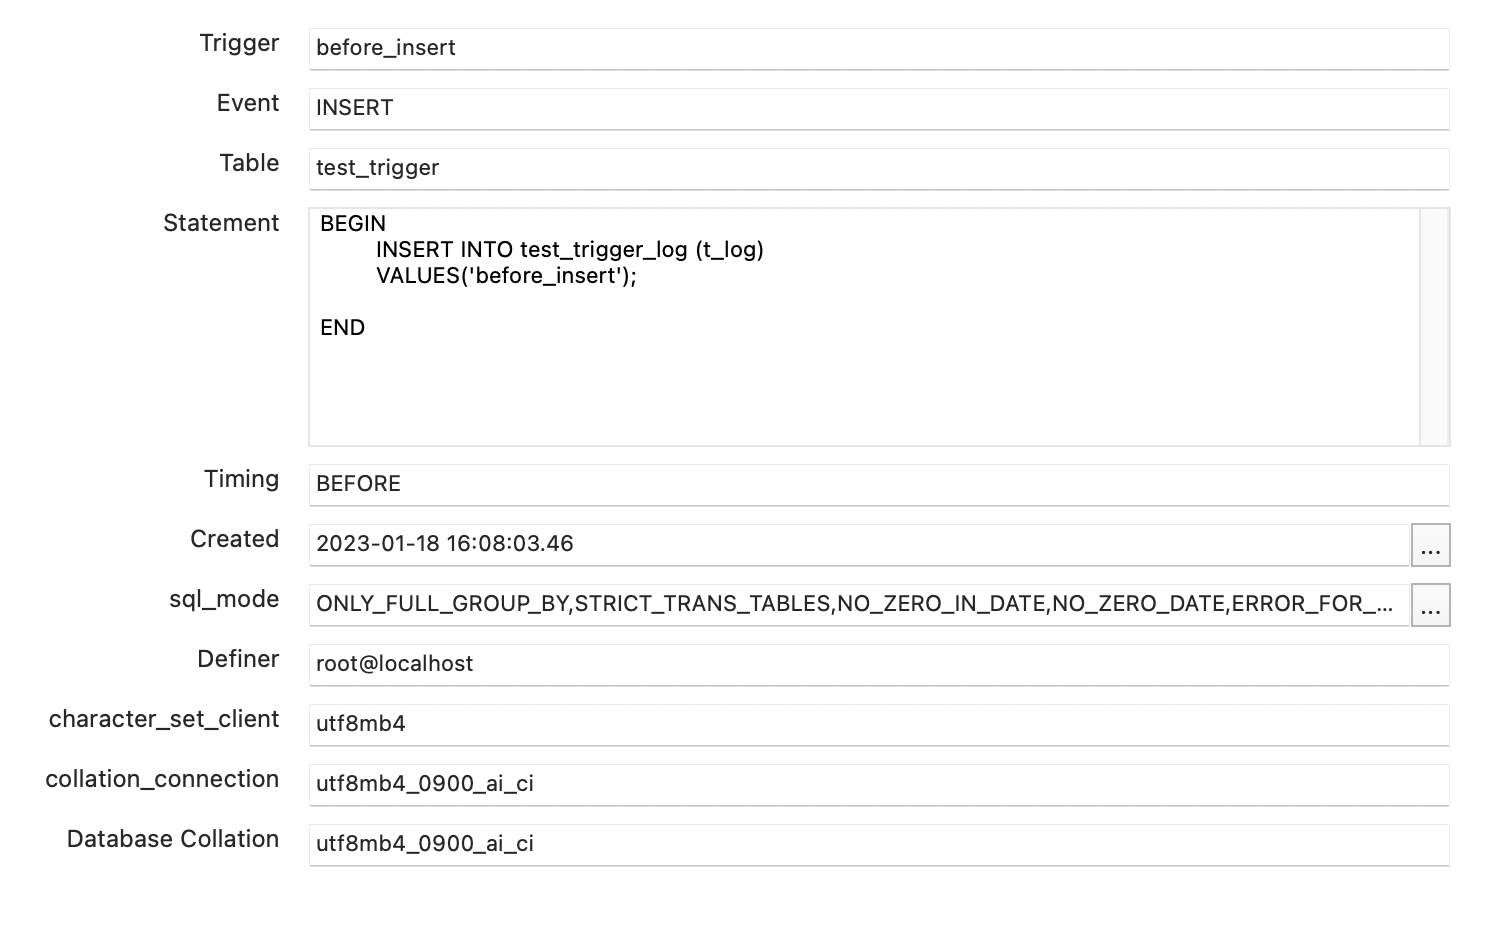 Trigger before_insert
Event INSERT
Table test_trigger
Statement BEGIN
INSERT INTO test_trigger_log (t_log)
VALUES('before_insert');
END
Timing BEFORE
Created 2023-01-18 16:08:03.46 ...
sql_mode ONLY_FULL_GROUP_BY,STRICT_TRANS_TABLES,NO_ZERO_IN_DATE,NO_ZERO_DATE,ERROR_FOR_... ...
Definer root@localhost
character_set_client utf8mb4
collation_connection utf8mb4_0900_ai_ci
Database Collation utf8mb4_0900_ai_ci